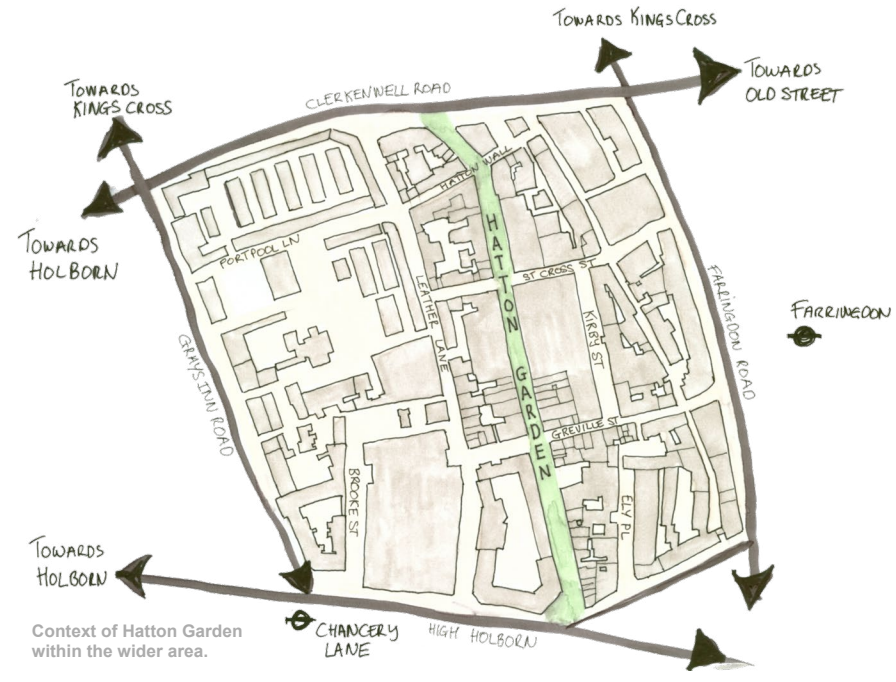 TOWARDS KINGS CROSS
TOWARDS
OLD STREET
TOWARDS
KINGS CROSS
CLERKENWELL ROAD
TOWARDS
HOLBORN
HATTON WALL
PORTPOOL LN
HATTON GARDEN
ST CROSS ST
LEATHER LANE
KIRBY ST
FARRINGDON ROAD
FARRINGDON
GRAYS INN ROAD
GREVILLE ST
BROOKE ST
ELY PL
TOWARDS
HOLBORN
CHANCERY
LANE
HIGH HOLBORN
Context of Hatton Garden
within the wider area.